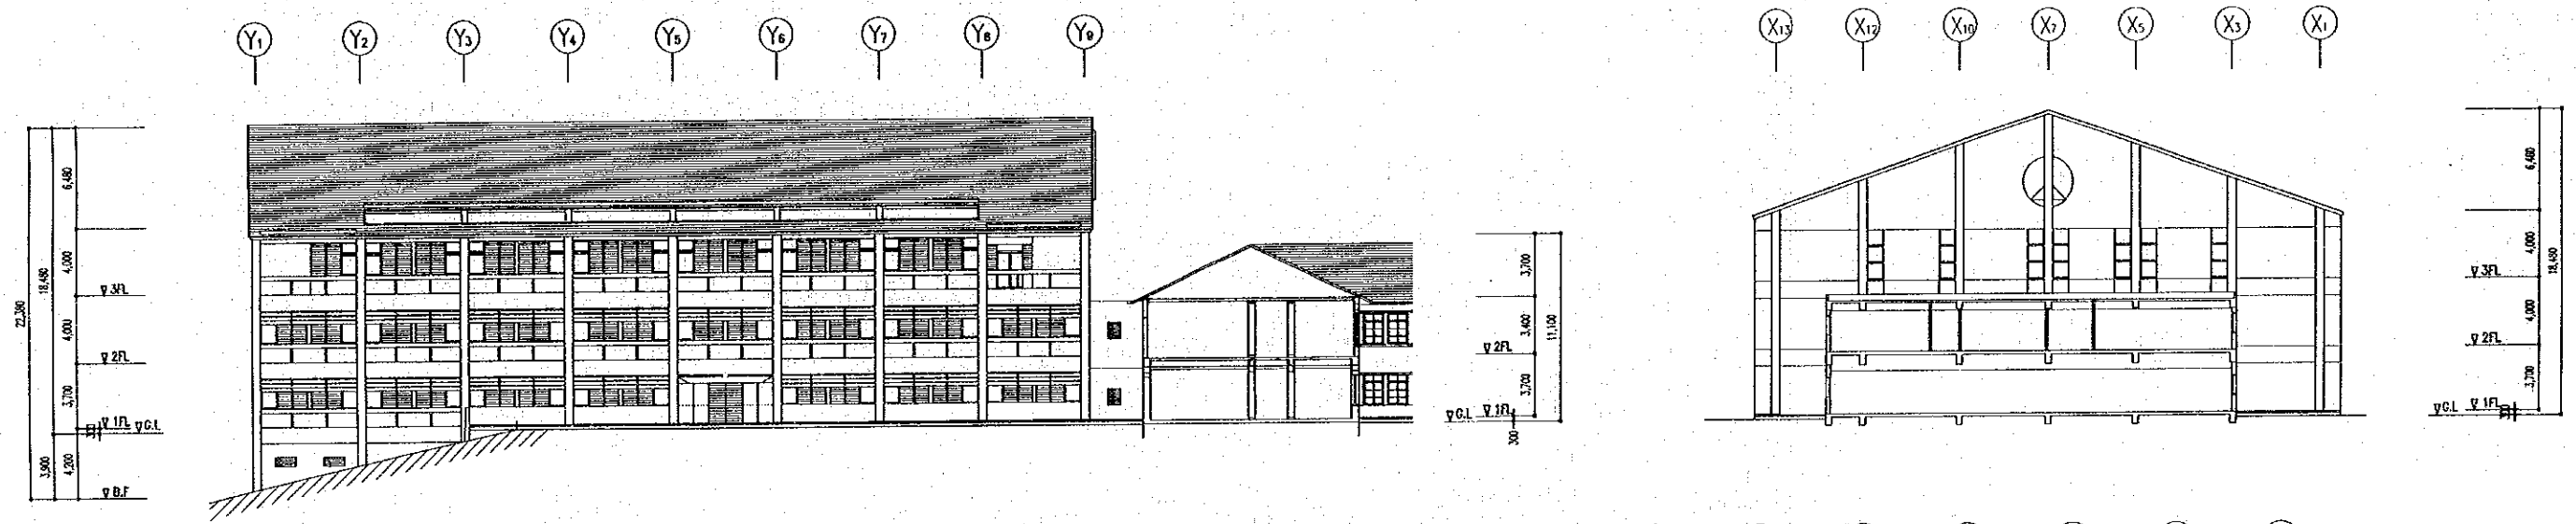 Y1 Y2 Y3 Y4 Y5 Y6 Y7 Y8 Y9
X13 X12 X10 X7 X5 X3 X1
22,380
18,480
3,900
6,480
4,000
4,000
3,700
300
4,200
▽3FL
▽2FL
▽1FL ▽G.L
▽B.F
3,700
3,400
3,700
11,100
300
▽2FL
▽G.L ▽1FL
6,480
4,000
4,000
3,700
18,480
▽3FL
▽2FL
▽G.L ▽1FL